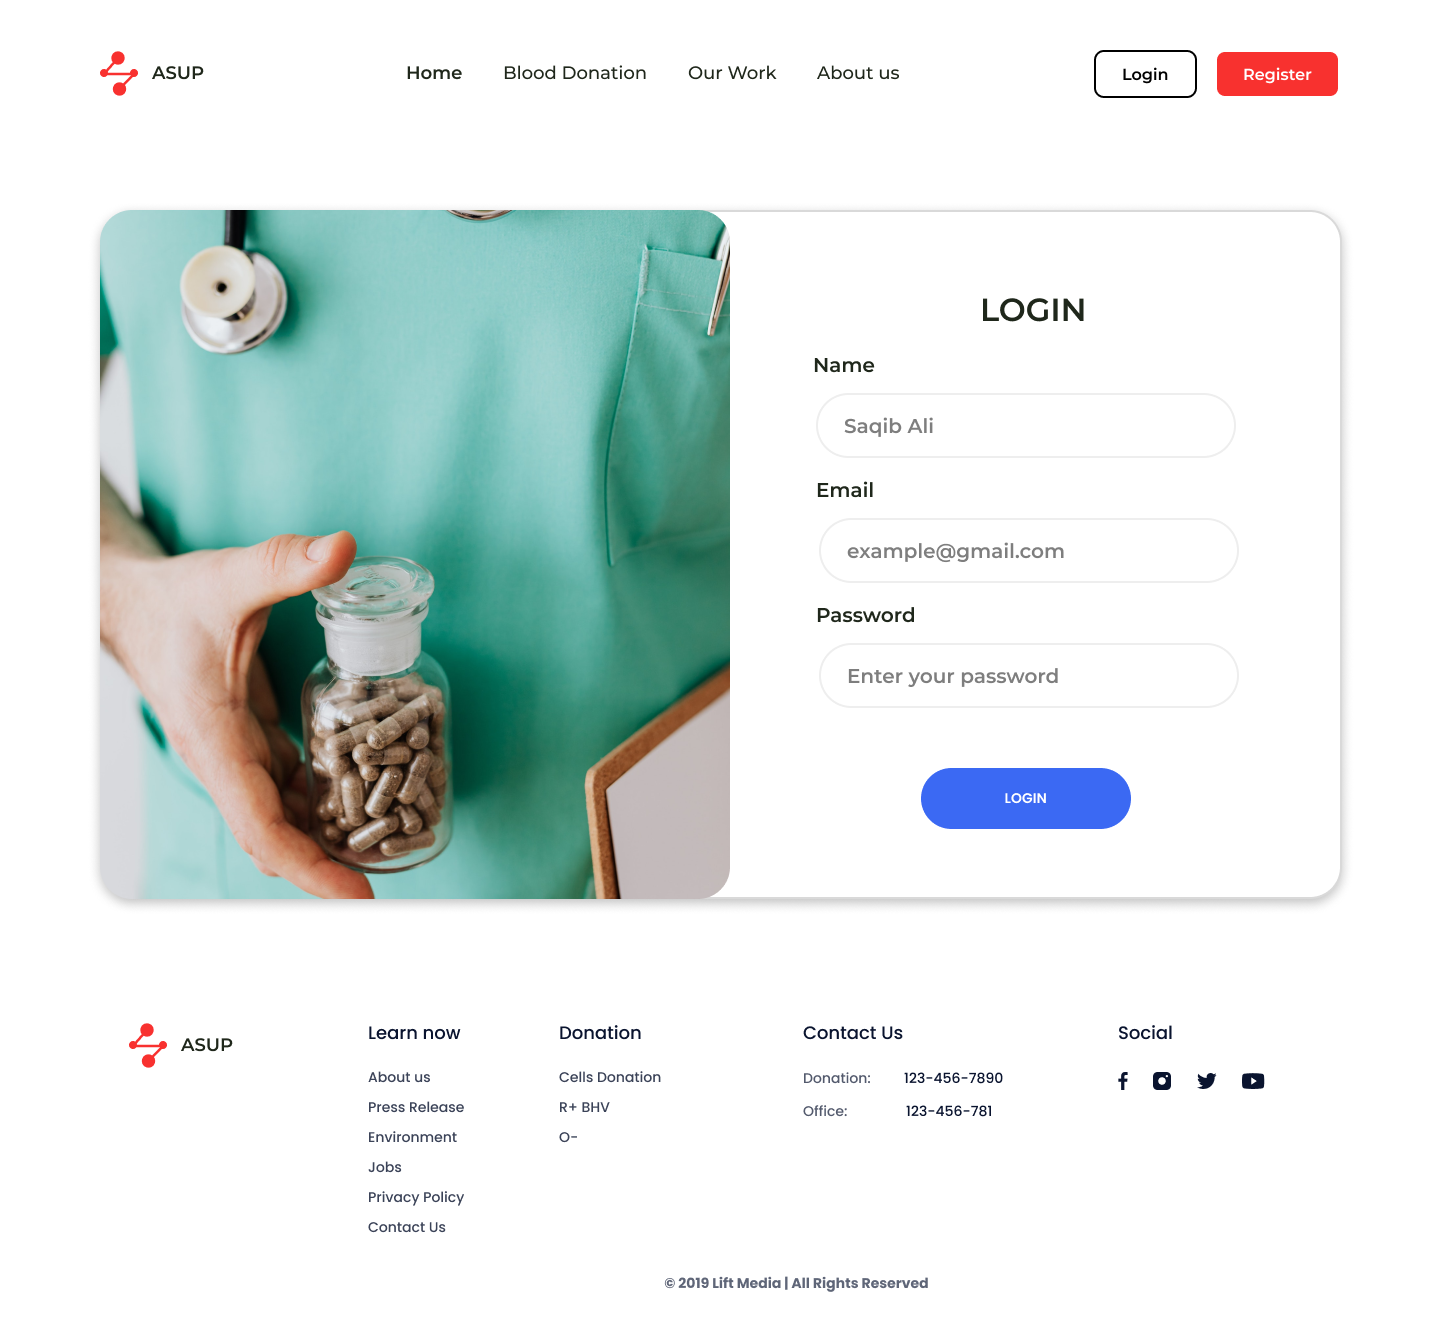 ASUP
Home
Blood Donation
Our Work
About us
Login
Register
LOGIN
Name
Saqib Ali
Email
example@gmail.com
Password
Enter your password
LOGIN
ASUP
Learn now
About us
Press Release
Environment
Jobs
Privacy Policy
Contact Us
Donation
Cells Donation
R+ BHV
O-
Contact Us
Donation: 123-456-7890
Office: 123-456-781
Social
© 2019 Lift Media | All Rights Reserved